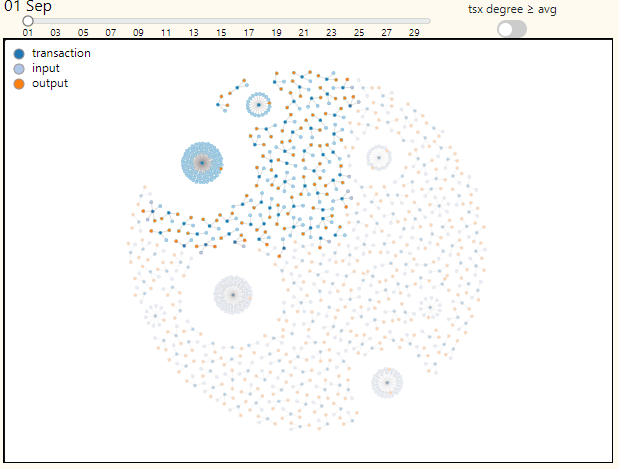 01 Sep
tsx degree ≥ avg
01 03 05 07 09 11 13 15 17 19 21 23 25 27 29
transaction
input
output